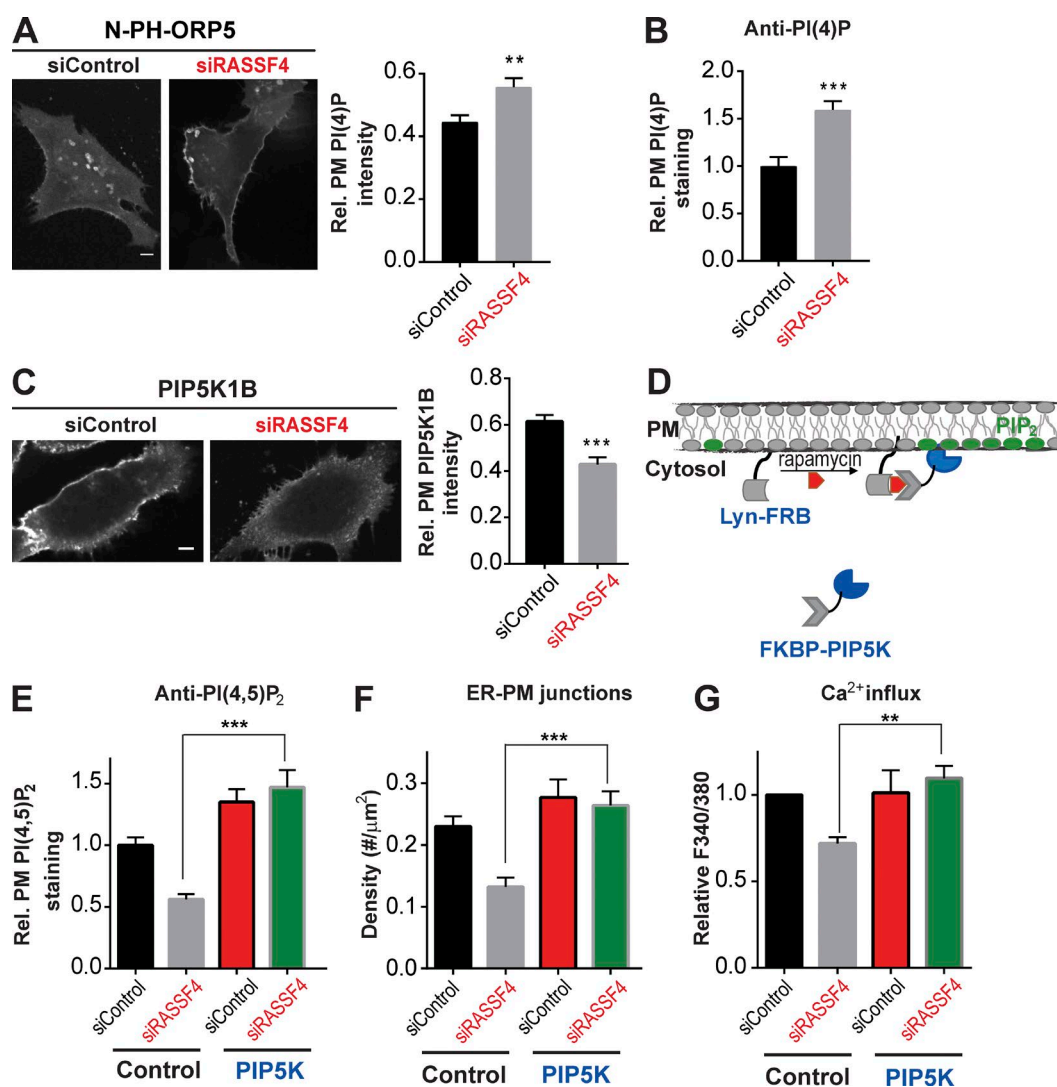 A
N-PH-ORP5
siControl
siRASSF4
Rel. PM PI(4)P
intensity
0.6
0.4
0.2
0.0
**
siControl
siRASSF4
B
Anti-PI(4)P
Rel. PM PI(4)P
staining
2.0
1.5
1.0
0.5
0.0
***
siControl
siRASSF4
C
PIP5K1B
siControl
siRASSF4
Rel. PM PIP5K1B
intensity
0.8
0.6
0.4
0.2
0.0
***
siControl
siRASSF4
D
PM
PIP₂
Cytosol
rapamycin
Lyn-FRB
FKBP-PIP5K
E
Anti-PI(4,5)P₂
Rel. PM PI(4,5)P₂
staining
1.5
1.0
0.5
0.0
***
siControl
siRASSF4
siControl
siRASSF4
Control
PIP5K
F
ER-PM junctions
Density (#/μm²)
0.3
0.2
0.1
0.0
***
siControl
siRASSF4
siControl
siRASSF4
Control
PIP5K
G
Ca²⁺influx
Relative F340/380
1.0
0.5
0.0
**
siControl
siRASSF4
siControl
siRASSF4
Control
PIP5K